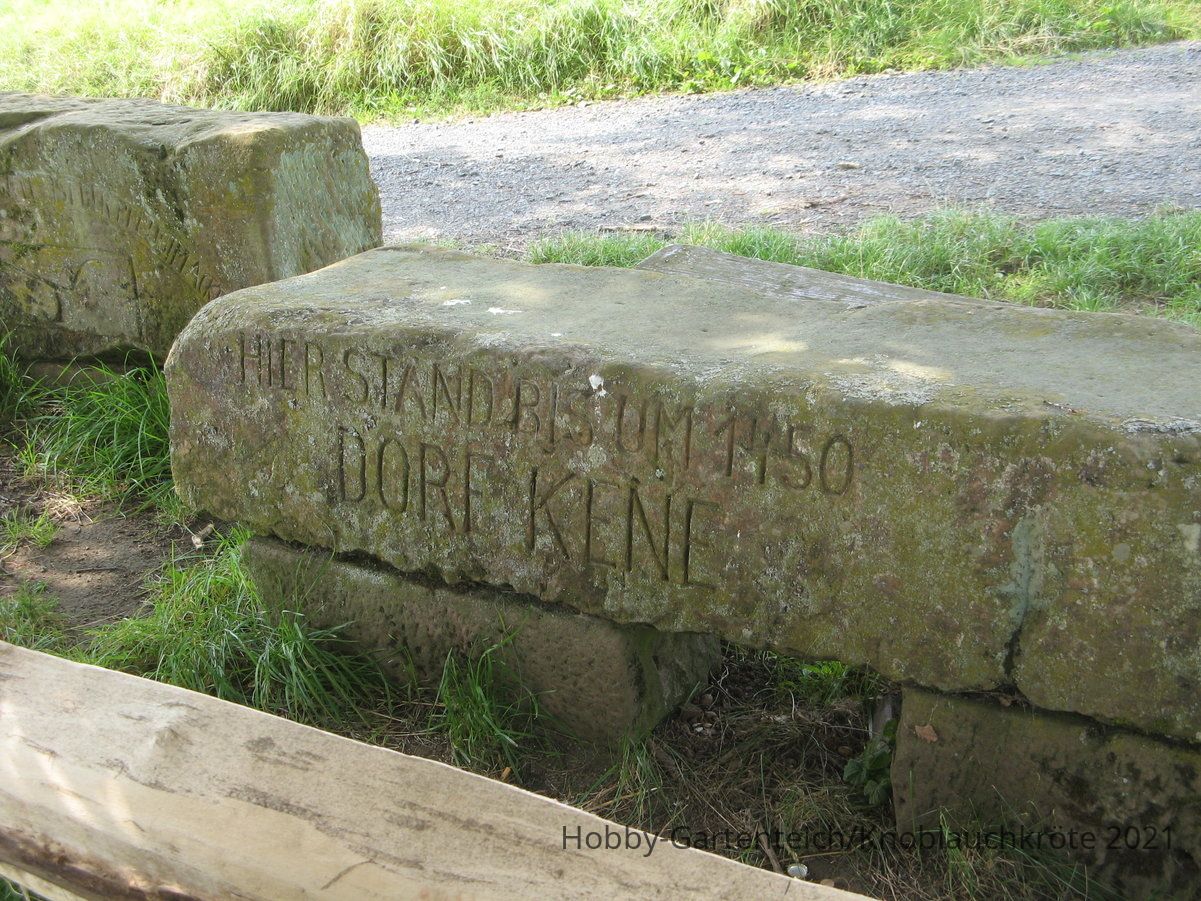 HIER STAND BIS UM 1450
DORF KENE
Hobby-Gartenteich/Knoblauchkröte 2021